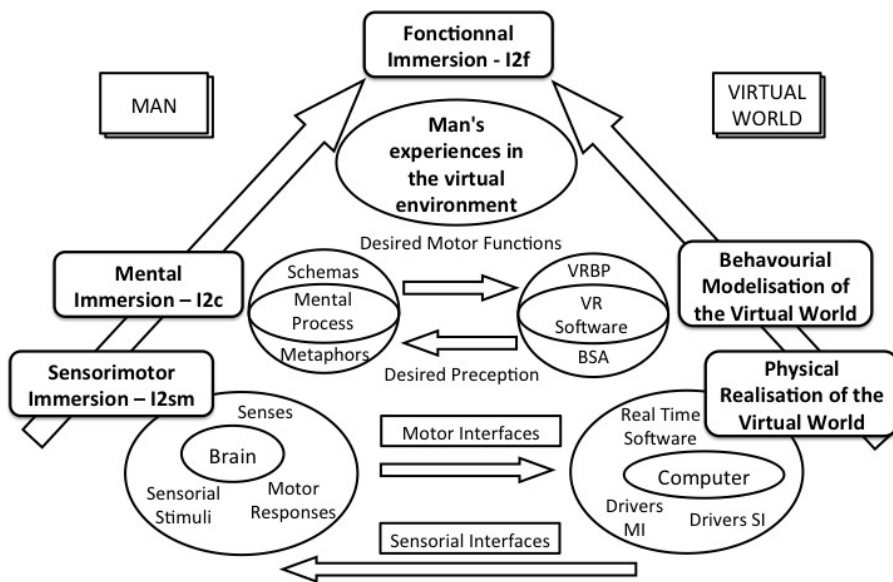 Fonctionnal
Immersion - I2f
MAN
VIRTUAL
WORLD
Man's
experiences in
the virtual
environment
Desired Motor Functions
Mental
Immersion – I2c
Schemas
Mental
Process
Metaphors
VRBP
VR
Software
BSA
Behavourial
Modelisation of
the Virtual World
Desired Preception
Sensorimotor
Immersion – I2sm
Physical
Realisation of the
Virtual World
Senses
Brain
Sensorial
Stimuli
Motor
Responses
Motor Interfaces
Real Time
Software
Computer
Drivers
MI
Drivers SI
Sensorial Interfaces